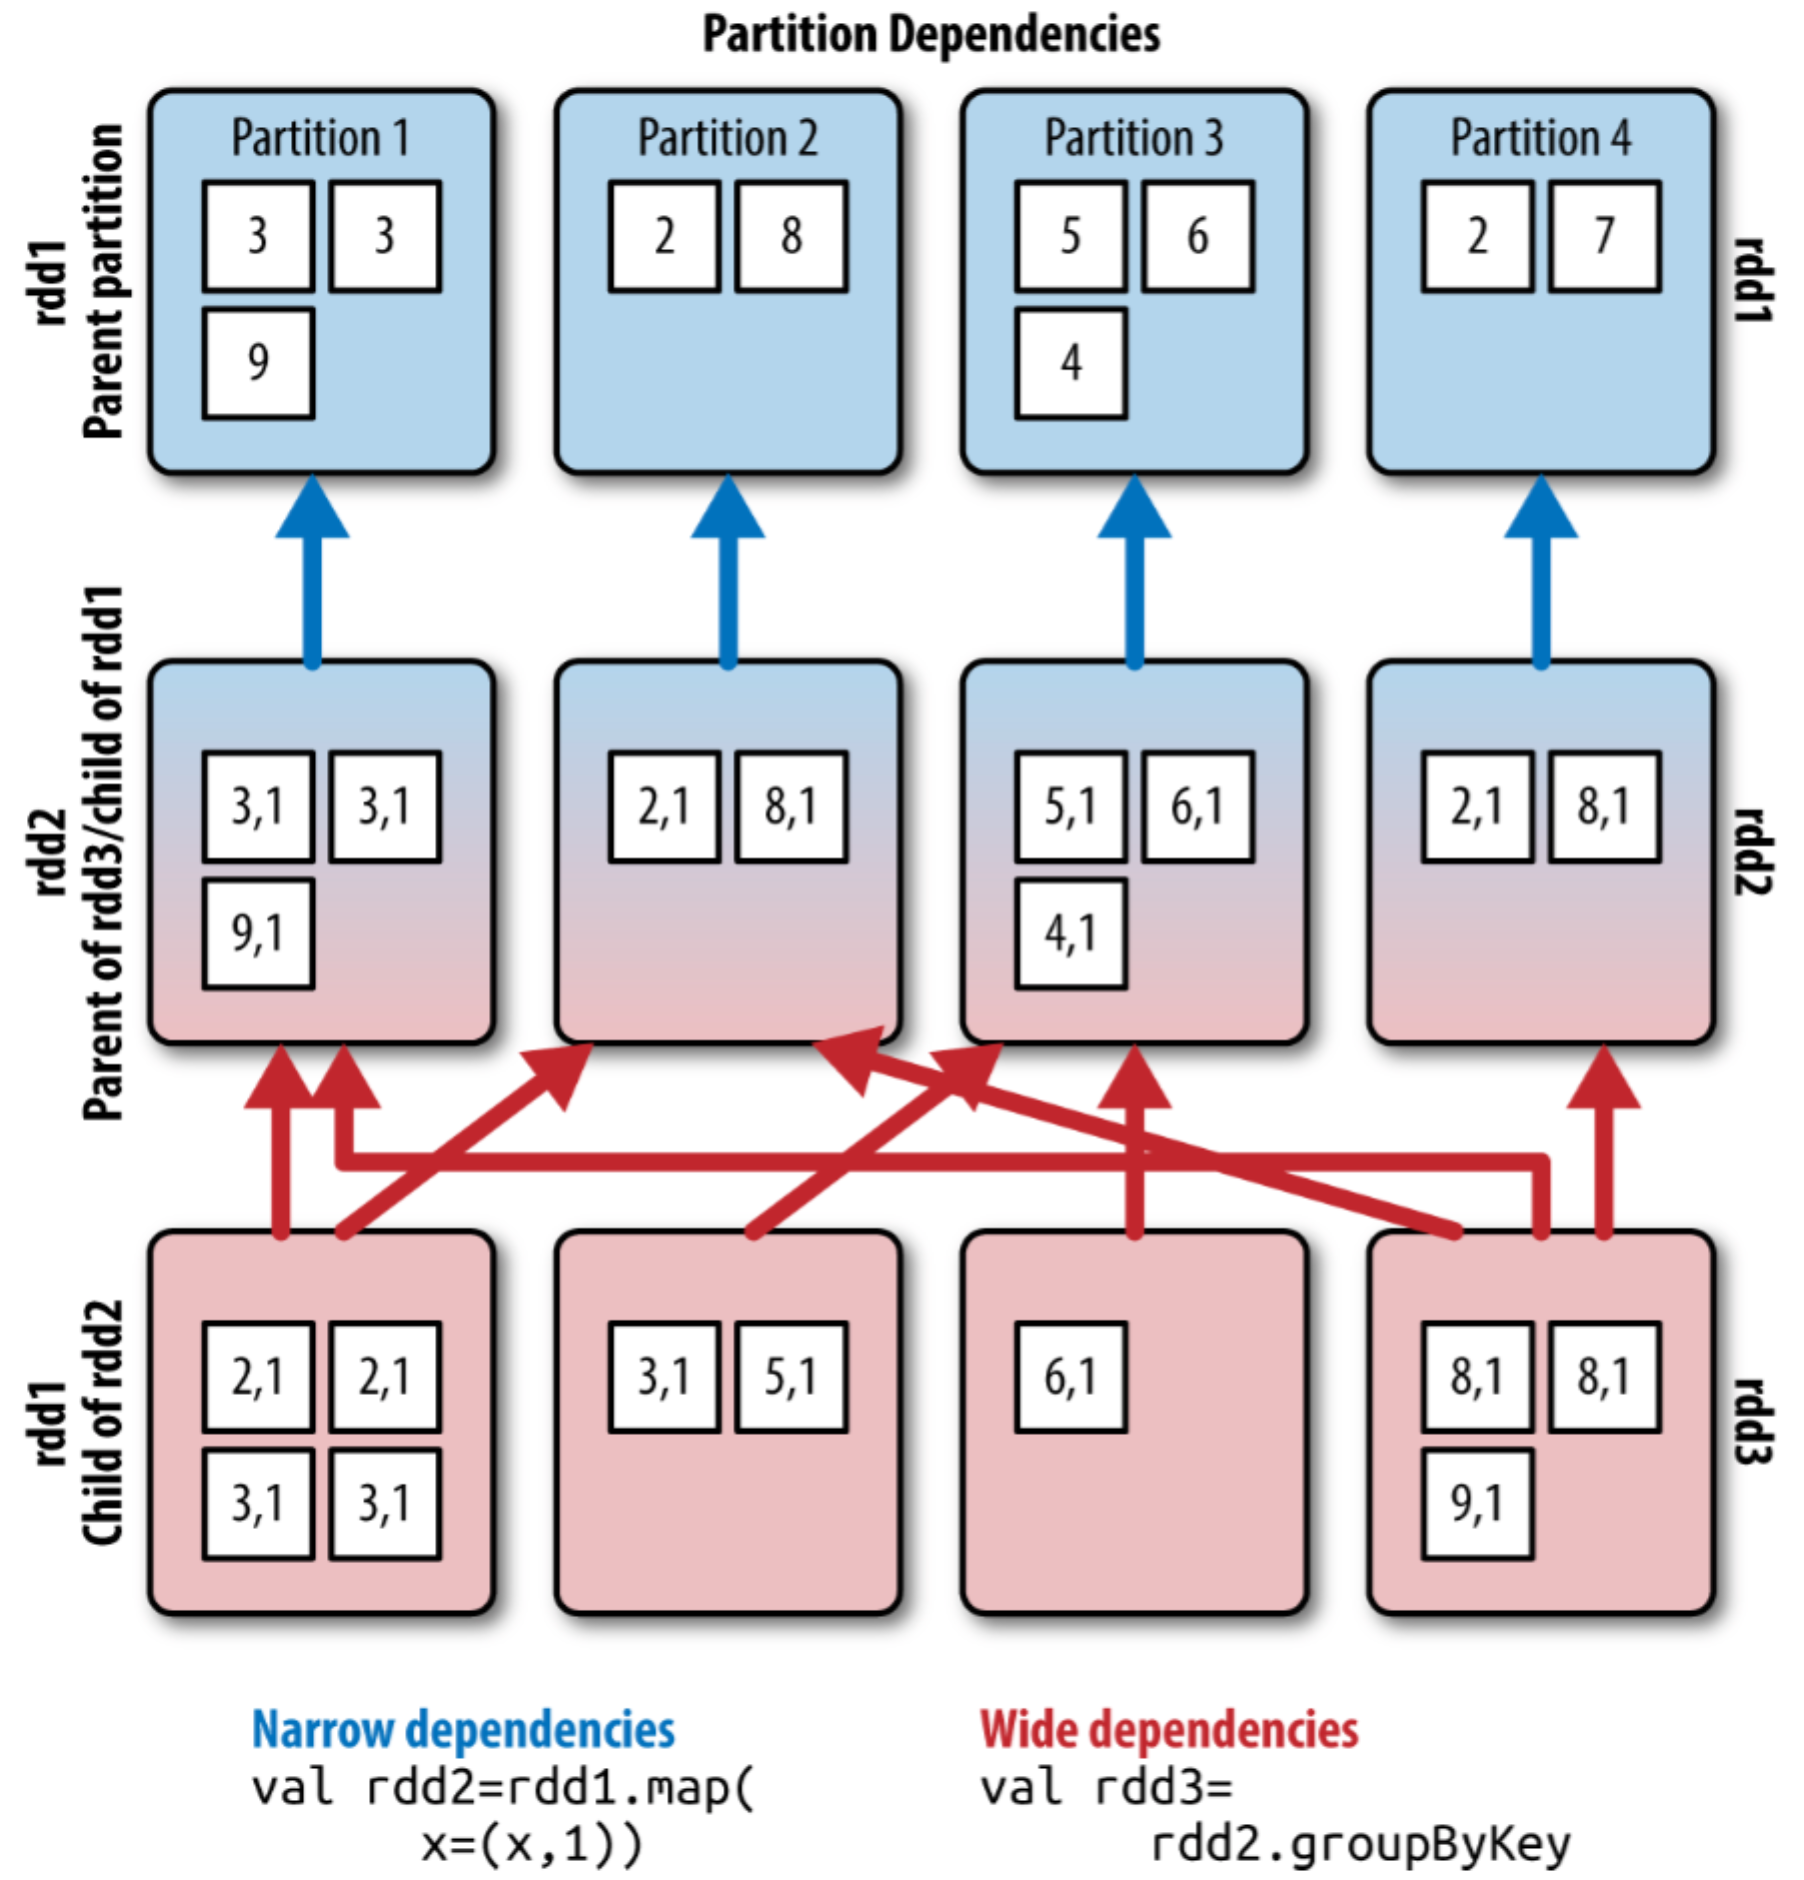 Partition Dependencies
rdd1
Parent partition
Partition 1
Partition 2
Partition 3
Partition 4
3 3
2 8
5 6
2 7
9
4
rdd1
rdd2
Parent of rdd3/child of rdd1
3,1 3,1
2,1 8,1
5,1 6,1
2,1 8,1
9,1
4,1
rdd2
rdd1
Child of rdd2
2,1 2,1
3,1 5,1
6,1
8,1 8,1
3,1 3,1
9,1
rdd3
Narrow dependencies
val rdd2=rdd1.map(
x=(x,1))
Wide dependencies
val rdd3=
rdd2.groupByKey